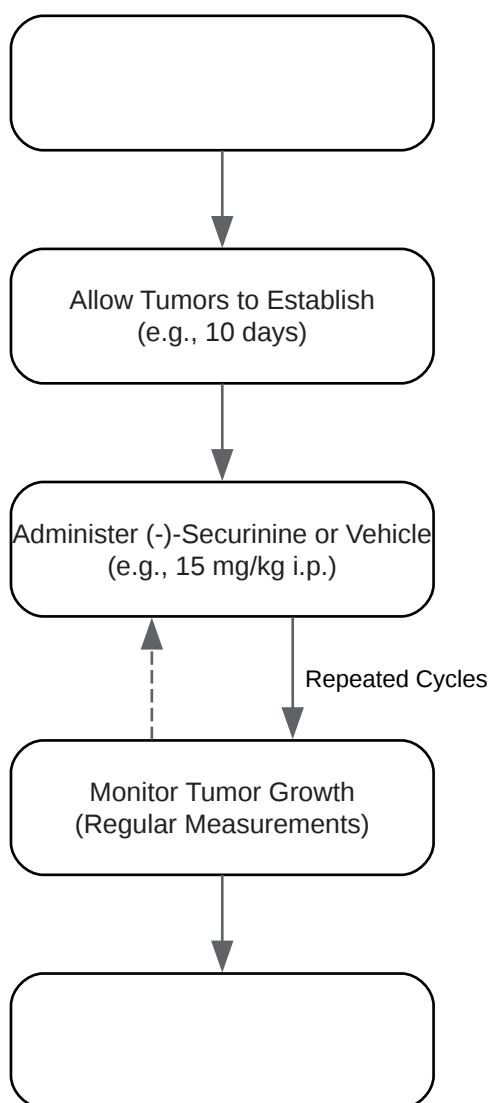 Allow Tumors to Establish
(e.g., 10 days)
Administer (-)-Securinine or Vehicle
(e.g., 15 mg/kg i.p.)
Repeated Cycles
Monitor Tumor Growth
(Regular Measurements)